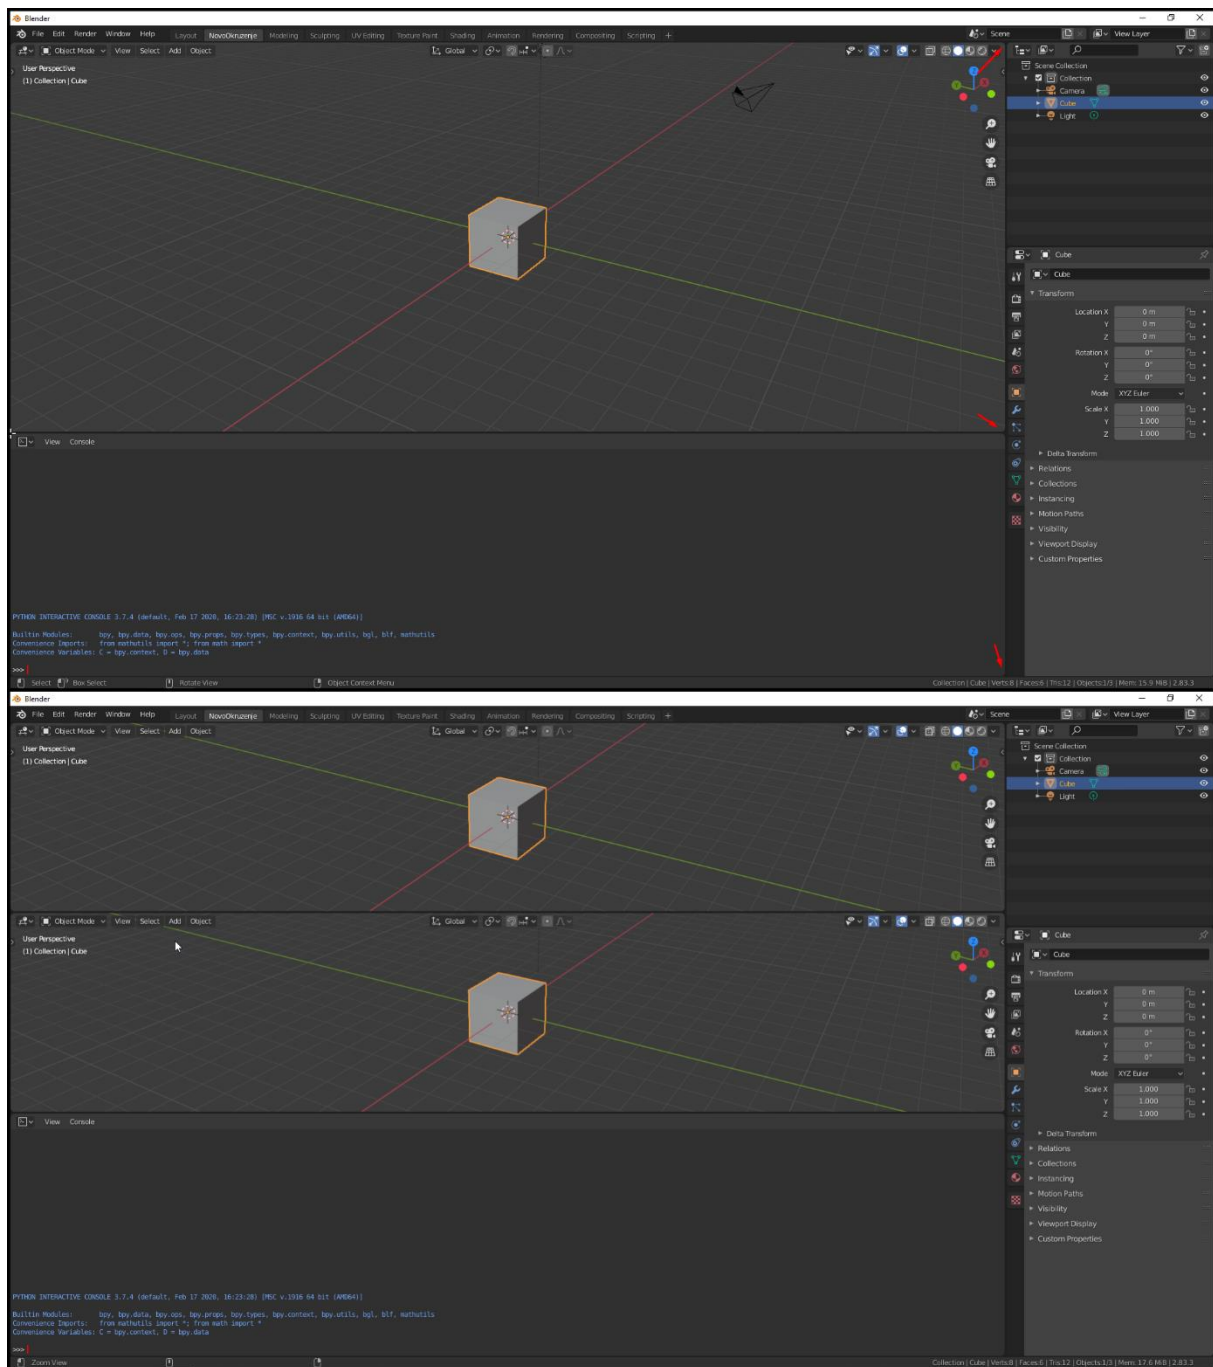 Blender
File Edit Render Window Help Layout NovoOkruzenje Modeling Sculpting UV Editing Texture Paint Shading Animation Rendering Compositing Scripting + Scene View Layer
Object Mode View Select Add Object Global
User Perspective
(1) Collection | Cube
Scene Collection
Collection
Camera
Cube
Light
Cube
Cube
Transform
Location X 0 m
Y 0 m
Z 0 m
Rotation X 0°
Y 0°
Z 0°
Mode XYZ Euler
Scale X 1.000
Y 1.000
Z 1.000
Delta Transform
Relations
Collections
Instancing
Motion Paths
Visibility
Viewport Display
Custom Properties
View Console
PYTHON INTERACTIVE CONSOLE 3.7.4 (default, Feb 17 2020, 16:23:28) [MSC v.1916 64 bit (AMD64)]
Builtin Modules: bpy, bpy.data, bpy.ops, bpy.props, bpy.types, bpy.context, bpy.utils, bgl, blf, mathutils
Convenience Imports: from mathutils import *; from math import *
Convenience Variables: C = bpy.context, D = bpy.data
>>>
Select Box Select Rotate View Object Context Menu Collection | Cube | Verts:8 | Faces:6 | Tris:12 | Objects:1/3 | Mem: 15.9 MiB | 2.83.3
Blender
File Edit Render Window Help Layout NovoOkruzenje Modeling Sculpting UV Editing Texture Paint Shading Animation Rendering Compositing Scripting + Scene View Layer
Object Mode View Select Add Object Global
User Perspective
(1) Collection | Cube
Scene Collection
Collection
Camera
Cube
Light
Object Mode View Select Add Object Global
User Perspective
(1) Collection | Cube
Cube
Cube
Transform
Location X 0 m
Y 0 m
Z 0 m
Rotation X 0°
Y 0°
Z 0°
Mode XYZ Euler
Scale X 1.000
Y 1.000
Z 1.000
Delta Transform
Relations
Collections
Instancing
Motion Paths
Visibility
Viewport Display
Custom Properties
View Console
PYTHON INTERACTIVE CONSOLE 3.7.4 (default, Feb 17 2020, 16:23:28) [MSC v.1916 64 bit (AMD64)]
Builtin Modules: bpy, bpy.data, bpy.ops, bpy.props, bpy.types, bpy.context, bpy.utils, bgl, blf, mathutils
Convenience Imports: from mathutils import *; from math import *
Convenience Variables: C = bpy.context, D = bpy.data
>>>
Zoom View Collection | Cube | Verts:8 | Faces:6 | Tris:12 | Objects:1/3 | Mem: 17.6 MiB | 2.83.3